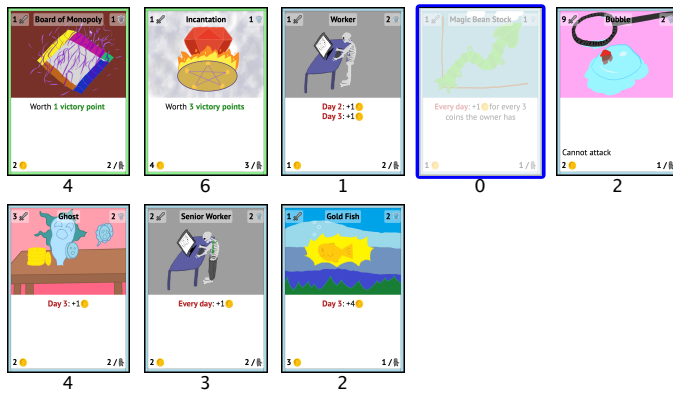 1 Board of Monopoly 1
Worth 1 victory point
2 2/
4
1 Incantation 1
Worth 3 victory points
4 3/
6
1 Worker 2
Day 2: +1
Day 3: +1
1 2/
1
1 Magic Bean Stock 1
Every day: +1 for every 3
coins the owner has
1 1/
0
9 Bubble 2
Cannot attack
2 1/
2
3 Ghost 2
Day 3: +1
2 2/
4
2 Senior Worker 2
Every day: +1
2 2/
3
1 Gold Fish 2
Day 3: +4
3 1/
2